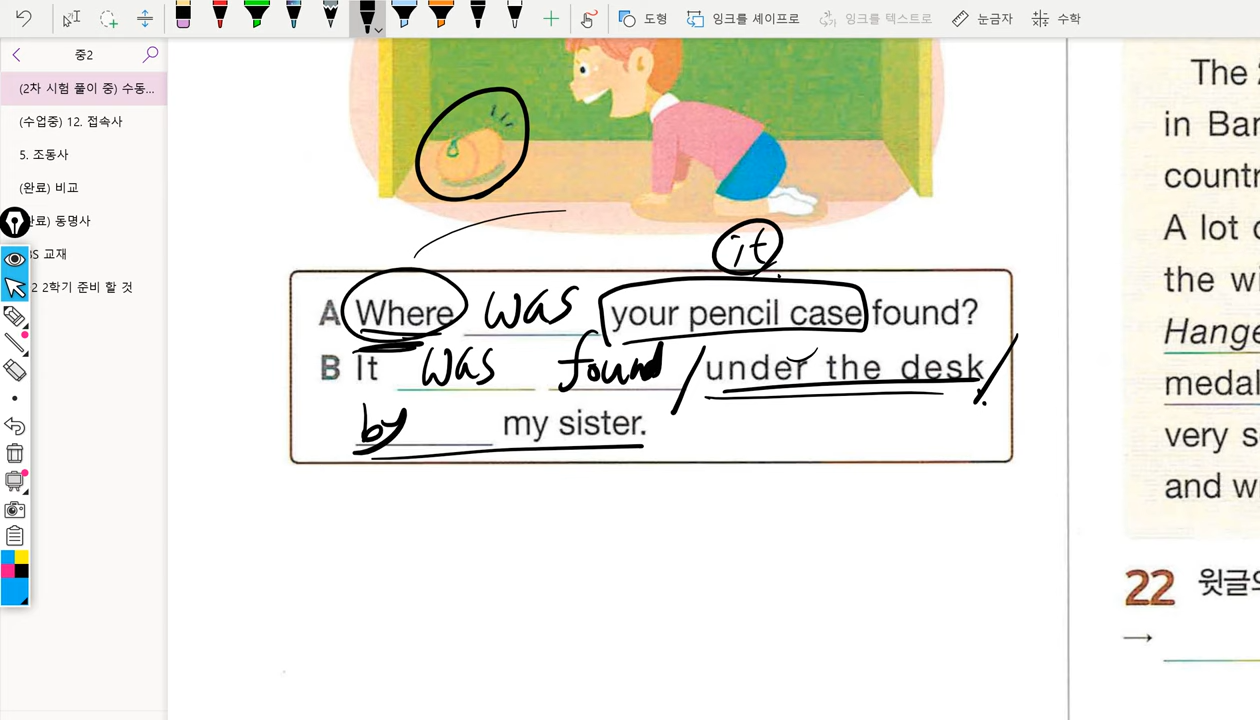 도형
잉크를 셰이프로
잉크를 텍스트로
눈금자
수학
중2
(2차 시험 풀이 중) 수동...
(수업중) 12. 접속사
5. 조동사
(완료) 비교
료) 동명사
BS 교재
2 2학기 준비 할 것
it
A Where was your pencil case found?
B It was found / under the desk /
by my sister.
The
in Bar
countr
A lot
the wi
Hange
medal
very s
and w
22 윗글의
→